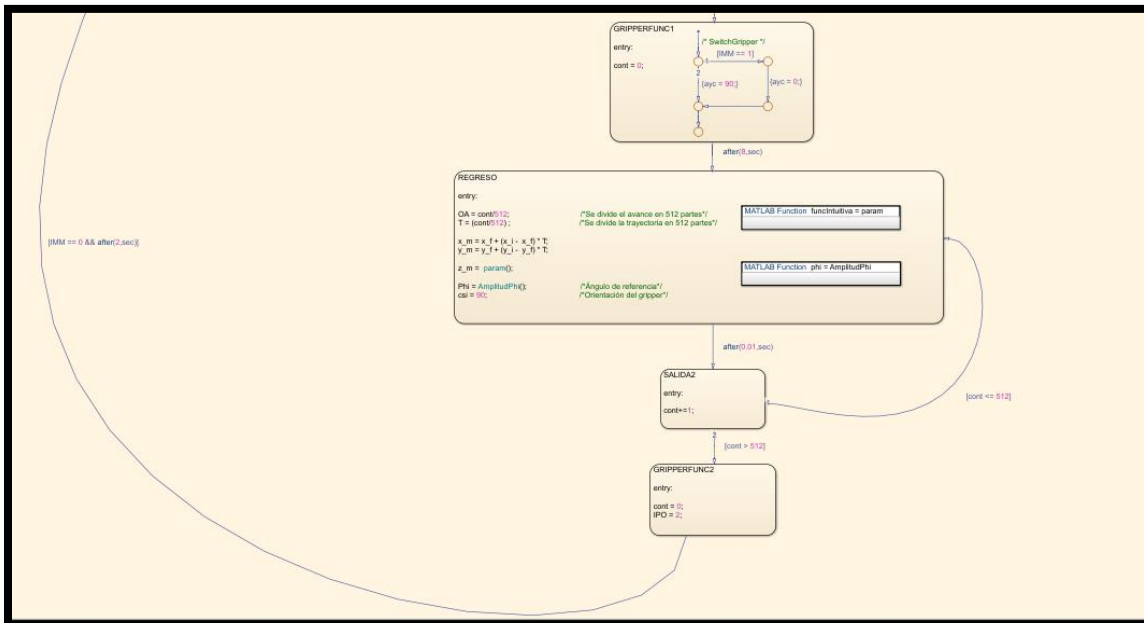 GRIPPERFUNC1
entry:
cont = 0;
/* SwitchGripper */
[IMM == 1]
1
2
{ayc = 90;}
{ayc = 0;}
after(8,sec)
REGRESO
entry:
OA = cont/512; /*Se divide el avance en 512 partes*/
T = (cont/512) ; /*Se divide la trayectoria en 512 partes*/
x_m = x_f + (x_i - x_f) * T;
y_m = y_f + (y_i - y_f) * T;
z_m = param();
Phi = AmplitudPhi(); /*Ángulo de referencia*/
csi = 90; /*Orientación del gripper*/
MATLAB Function funcIntuitiva = param
MATLAB Function phi = AmplitudPhi
[IMM == 0 && after(2,sec)]
after(0.01,sec)
SALIDA2
entry:
cont+=1;
1
[cont <= 512]
2
[cont > 512]
GRIPPERFUNC2
entry:
cont = 0;
IPO = 2;